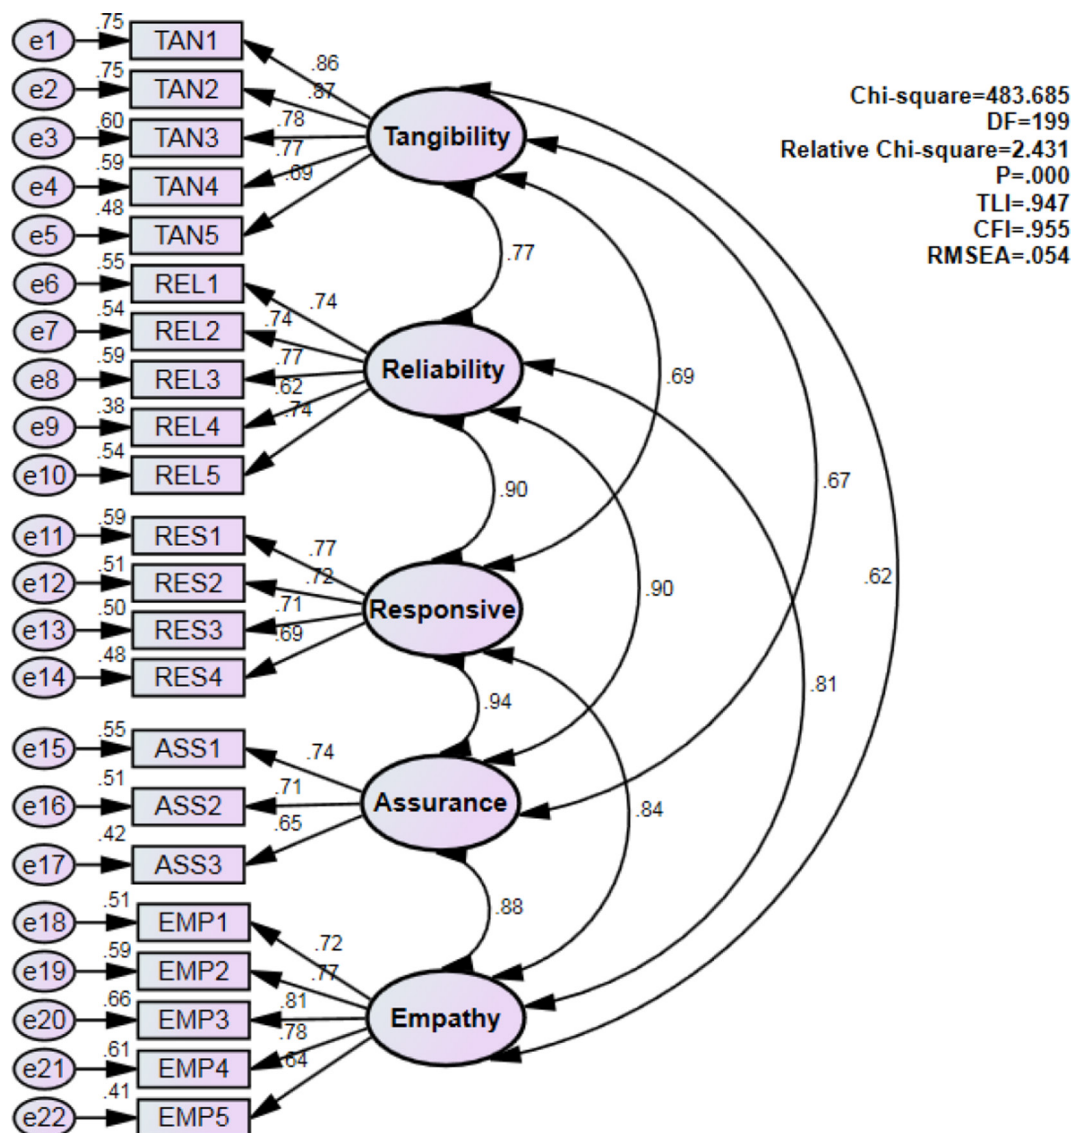 .75
e1
TAN1
.86
.75
e2
TAN2
.87
.60
e3
TAN3
.78
.59
e4
TAN4
.77
.48
e5
TAN5
.69
Tangibility
Chi-square=483.685
DF=199
Relative Chi-square=2.431
P=.000
TLI=.947
CFI=.955
RMSEA=.054
.77
.55
e6
REL1
.74
.54
e7
REL2
.74
.59
e8
REL3
.77
.38
e9
REL4
.62
.54
e10
REL5
.74
Reliability
.69
.90
.67
.59
e11
RES1
.77
.51
e12
RES2
.72
.50
e13
RES3
.71
.48
e14
RES4
.69
Responsive
.90
.62
.94
.81
.55
e15
ASS1
.74
.51
e16
ASS2
.71
.42
e17
ASS3
.65
Assurance
.84
.88
.51
e18
EMP1
.72
.59
e19
EMP2
.77
.66
e20
EMP3
.81
.61
e21
EMP4
.78
.41
e22
EMP5
.64
Empathy